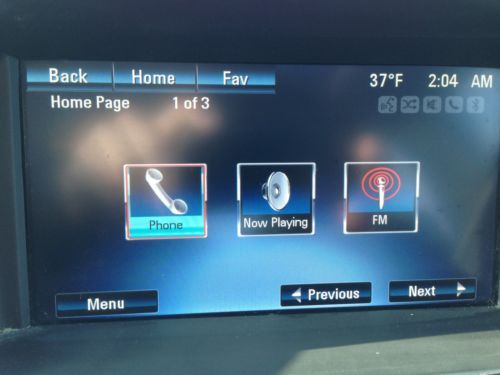 Back Home Fav 37°F 2:04 AM
Home Page 1 of 3
Phone Now Playing FM
Menu Previous Next